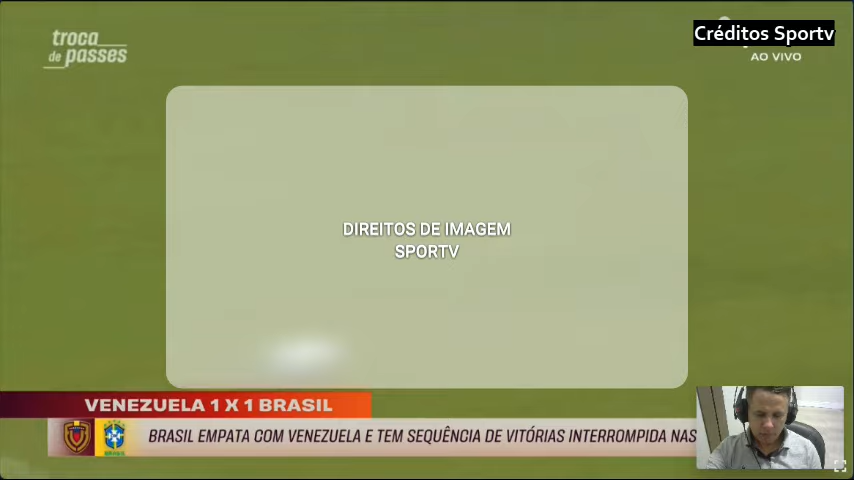 troca
de passes
Créditos Sportv
AO VIVO
DIREITOS DE IMAGEM
SPORTV
VENEZUELA 1 X 1 BRASIL
BRASIL EMPATA COM VENEZUELA E TEM SEQUÊNCIA DE VITÓRIAS INTERROMPIDA NAS